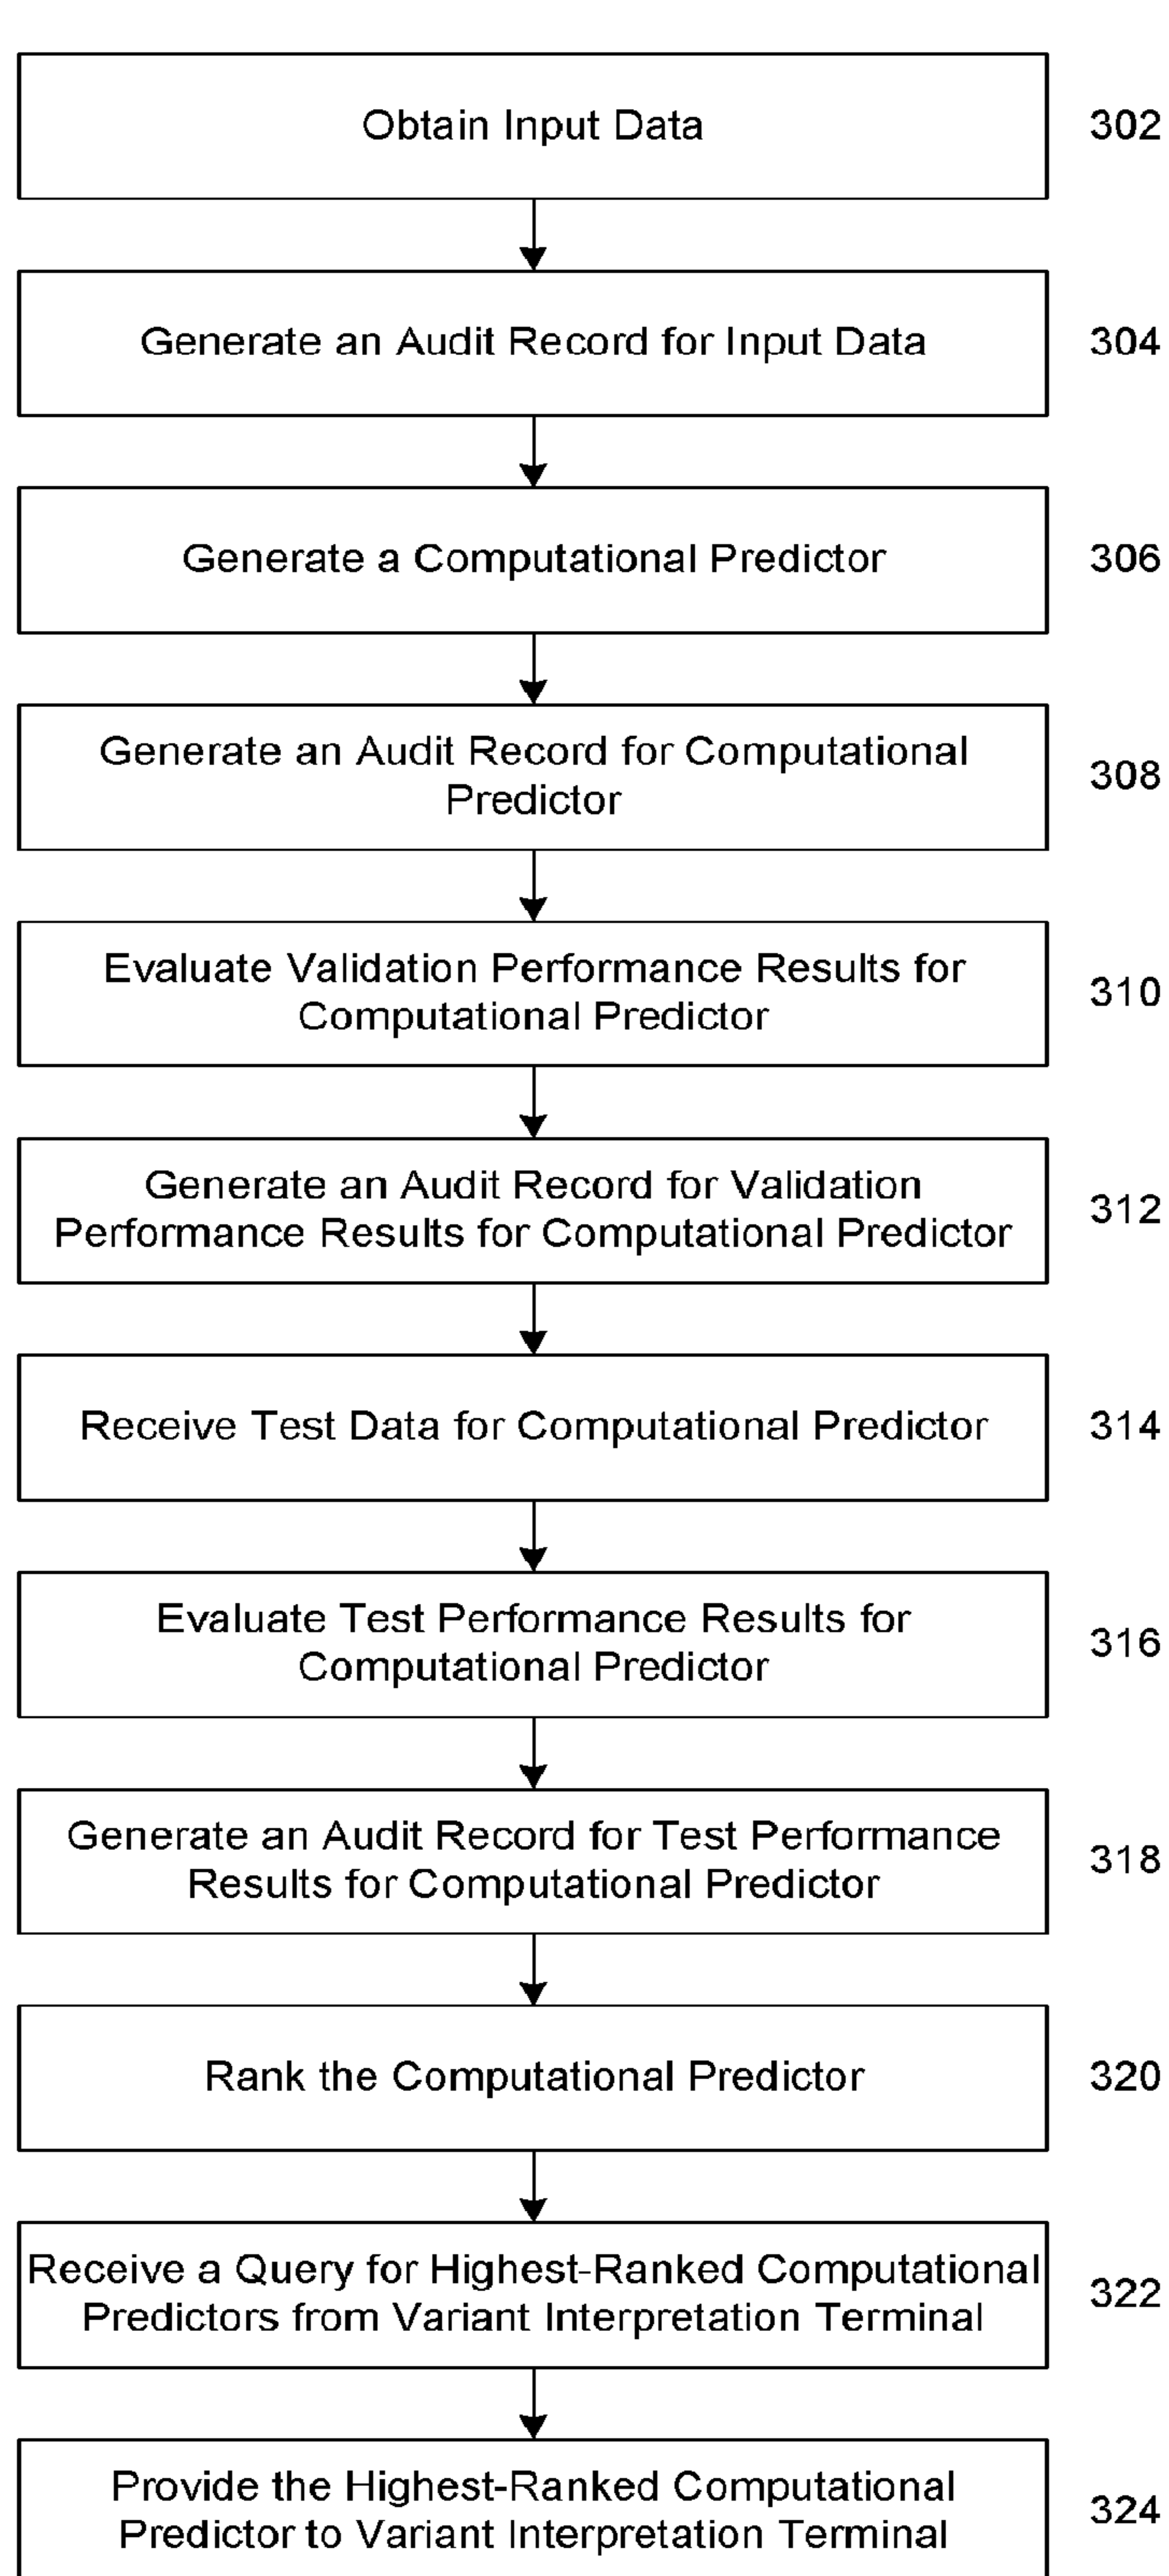 Obtain Input Data
302
Generate an Audit Record for Input Data
304
Generate a Computational Predictor
306
Generate an Audit Record for Computational
Predictor
308
Evaluate Validation Performance Results for
Computational Predictor
310
Generate an Audit Record for Validation
Performance Results for Computational Predictor
312
Receive Test Data for Computational Predictor
314
Evaluate Test Performance Results for
Computational Predictor
316
Generate an Audit Record for Test Performance
Results for Computational Predictor
318
Rank the Computational Predictor
320
Receive a Query for Highest-Ranked Computational
Predictors from Variant Interpretation Terminal
322
Provide the Highest-Ranked Computational
Predictor to Variant Interpretation Terminal
324